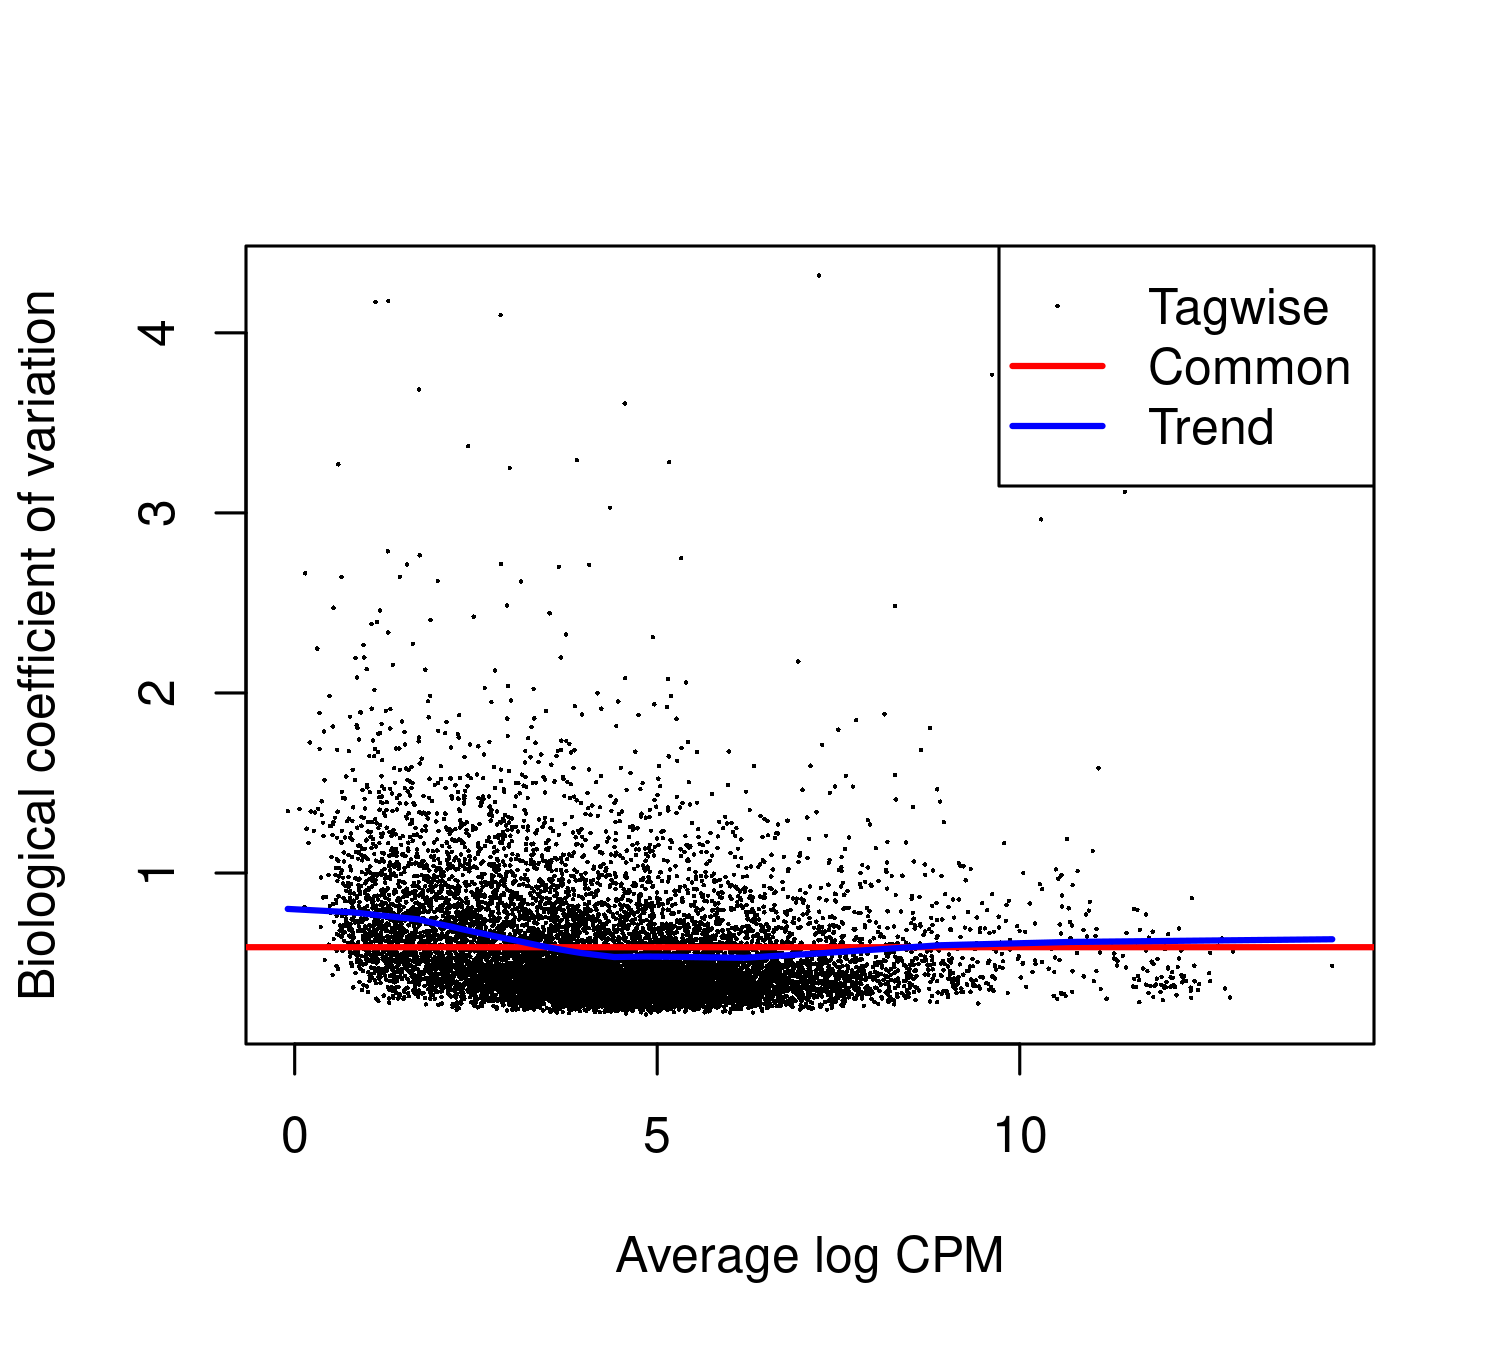 Tagwise
Common
Trend
Biological coefficient of variation
4
3
2
1
0 5 10
Average log CPM